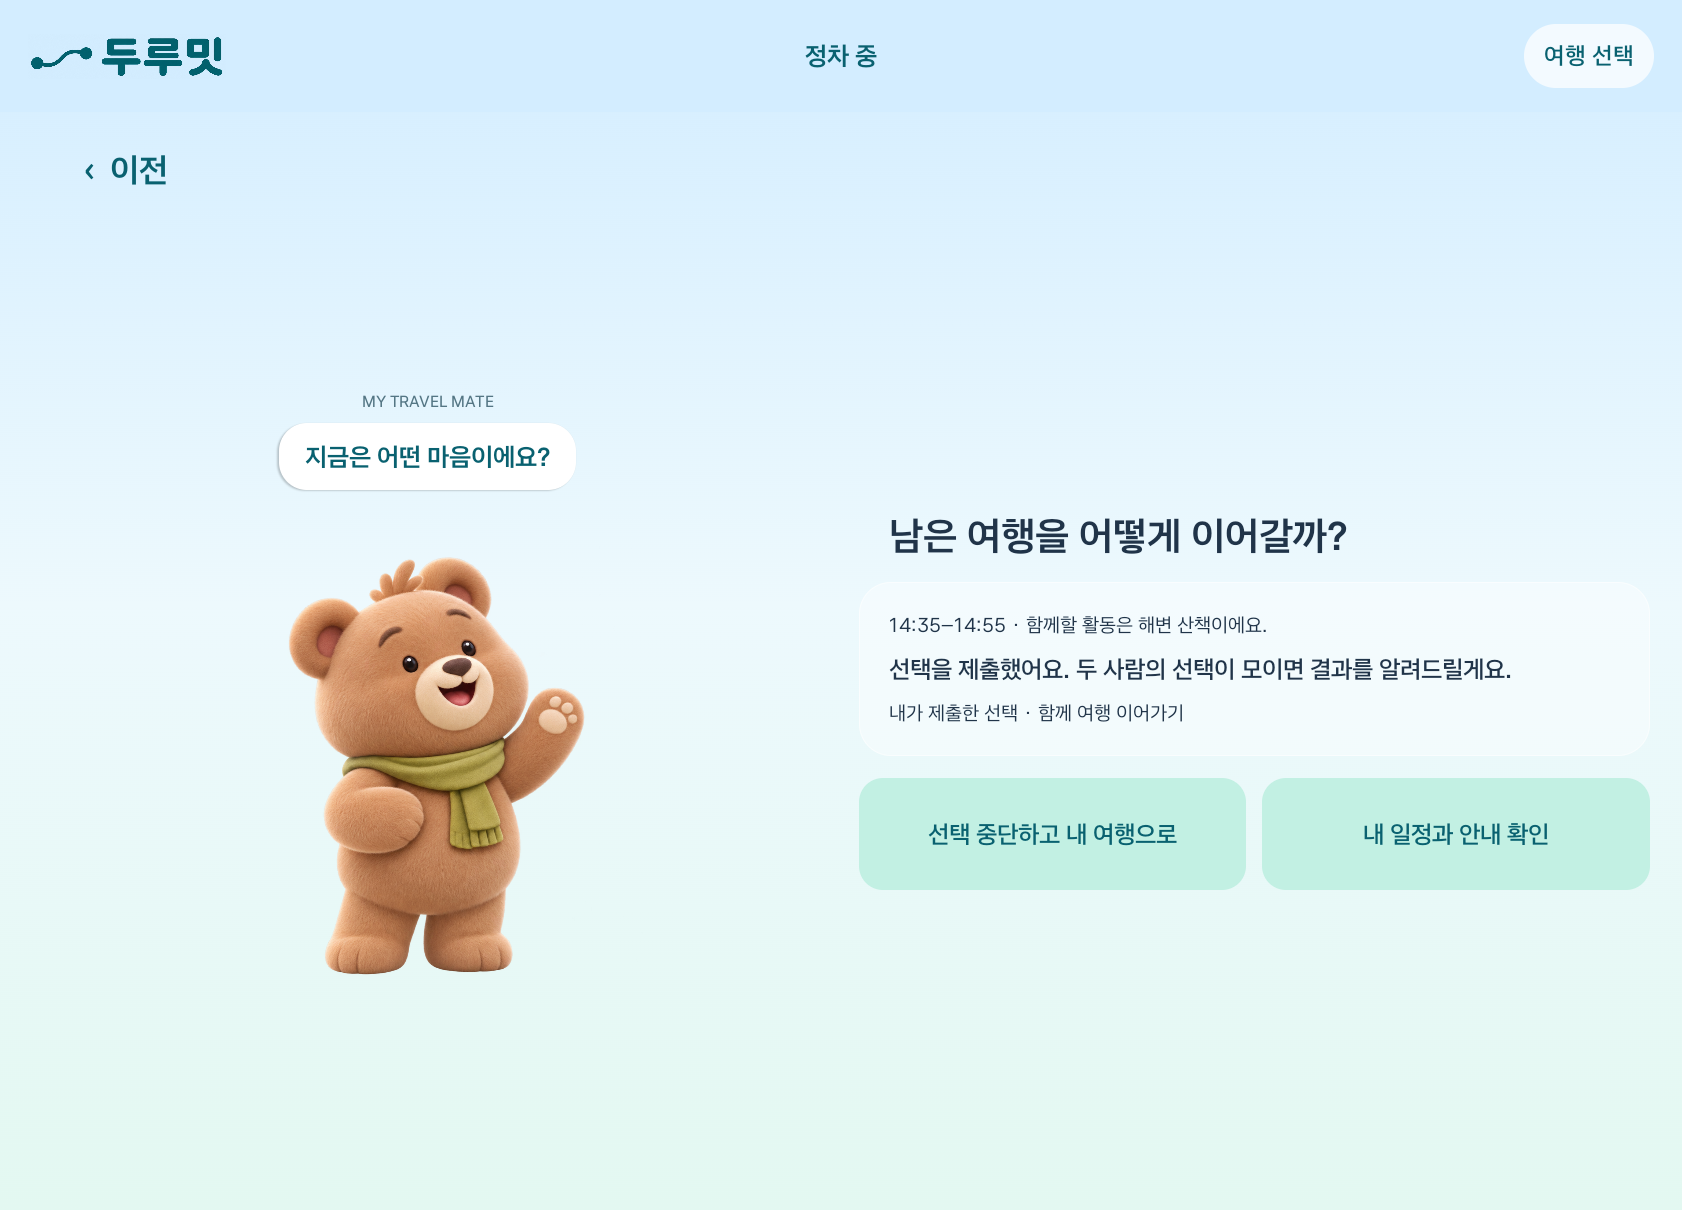 두루밋
정차 중
여행 선택
‹ 이전
MY TRAVEL MATE
지금은 어떤 마음이에요?
남은 여행을 어떻게 이어갈까?
14:35–14:55 · 함께할 활동은 해변 산책이에요.
선택을 제출했어요. 두 사람의 선택이 모이면 결과를 알려드릴게요.
내가 제출한 선택 · 함께 여행 이어가기
선택 중단하고 내 여행으로
내 일정과 안내 확인